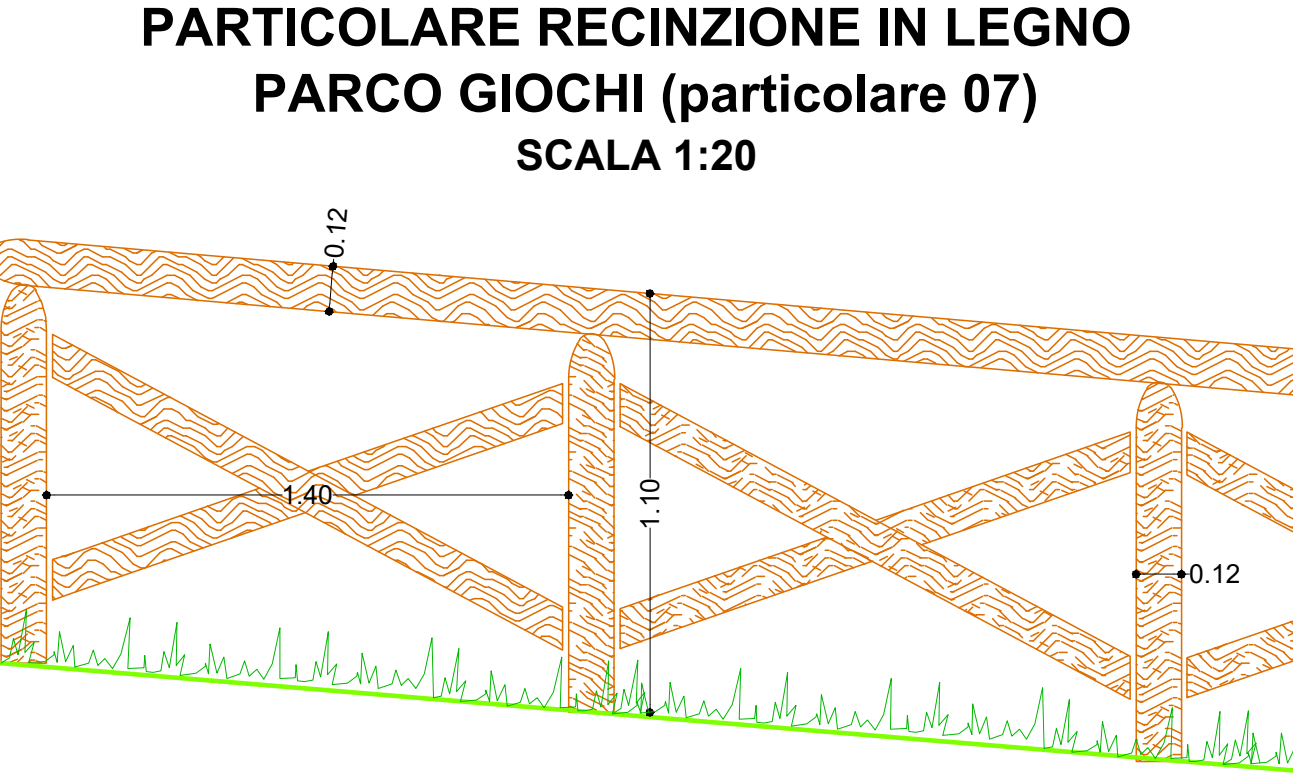 PARTICOLARE RECINZIONE IN LEGNO
PARCO GIOCHI (particolare 07)
SCALA 1:20
0.12
1.40
1.10
0.12